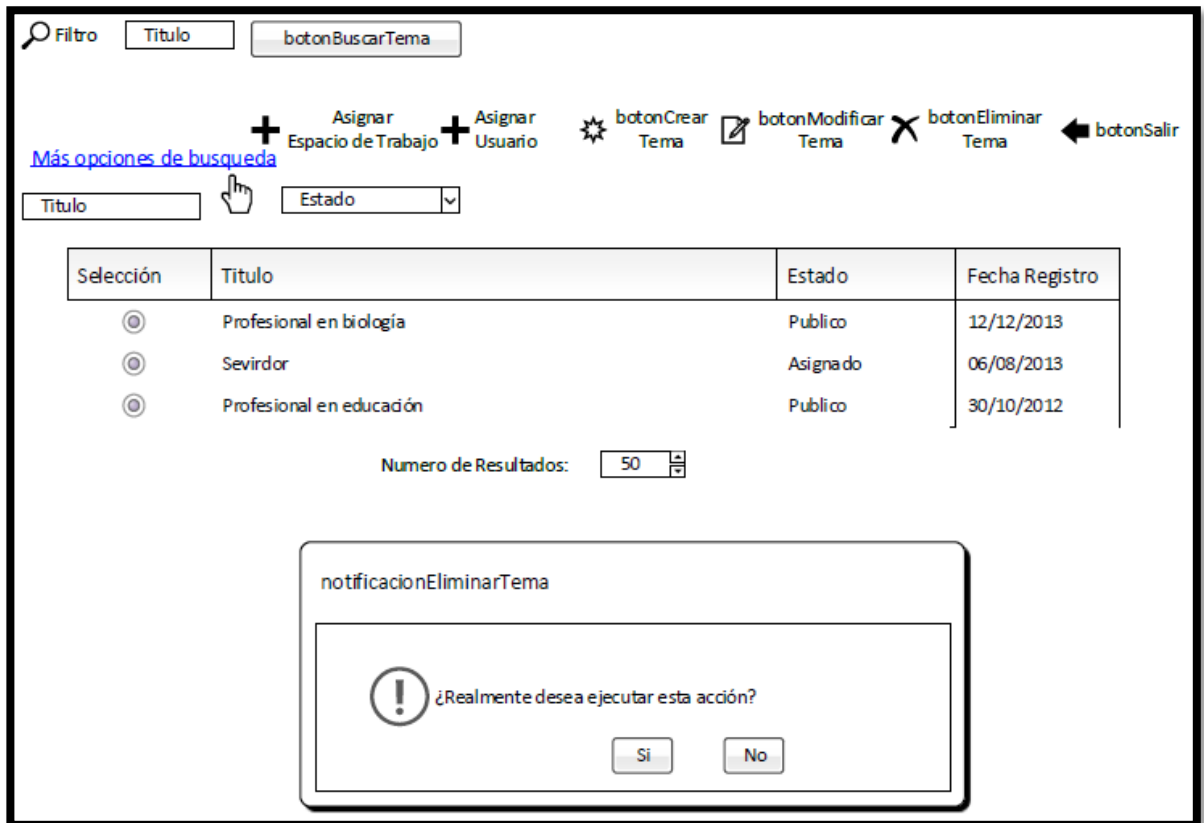 Filtro Titulo botonBuscarTema
Asignar Asignar botonCrear botonModificar botonEliminar botonSalir
Espacio de Trabajo Usuario Tema Tema Tema
Más opciones de busqueda
Titulo Estado
Selección Titulo Estado Fecha Registro
Profesional en biología Publico 12/12/2013
Sevirdor Asignado 06/08/2013
Profesional en educación Publico 30/10/2012
Numero de Resultados: 50
notificacionEliminarTema
¿Realmente desea ejecutar esta acción?
Si No